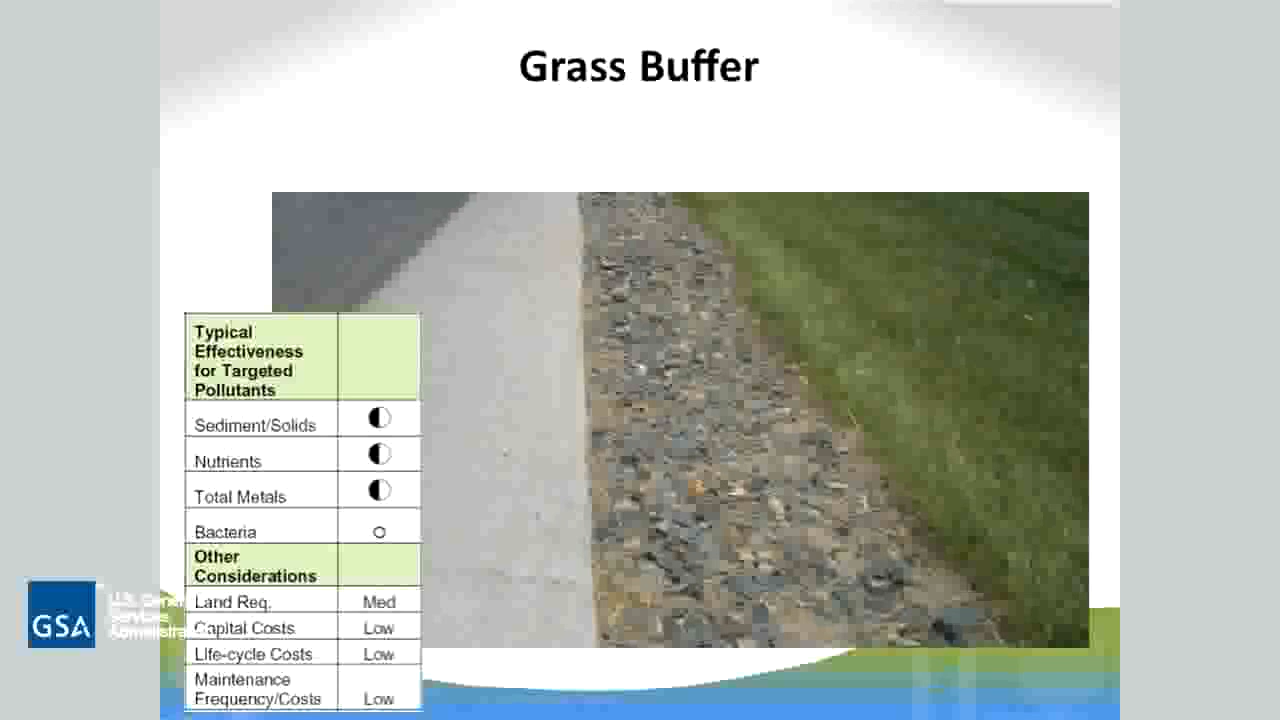 Grass Buffer
Typical
Effectiveness
for Targeted
Pollutants
Sediment/Solids
Nutrients
Total Metals
Bacteria
Other
Considerations
Land Req. Med
Capital Costs Low
Life-cycle Costs Low
Maintenance
Frequency/Costs Low
GSA
U.S. General
Services
Administration